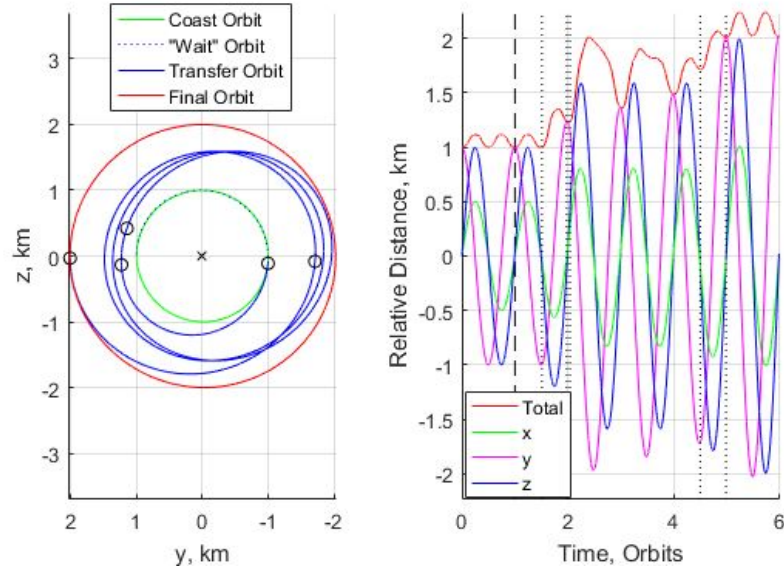 Coast Orbit
"Wait" Orbit
Transfer Orbit
Final Orbit
3
2
1
0
-1
-2
-3
z, km
2
1
0
-1
-2
y, km
2
1.5
1
0.5
0
-0.5
-1
-1.5
-2
Relative Distance, km
Total
x
y
z
0
2
4
6
Time, Orbits